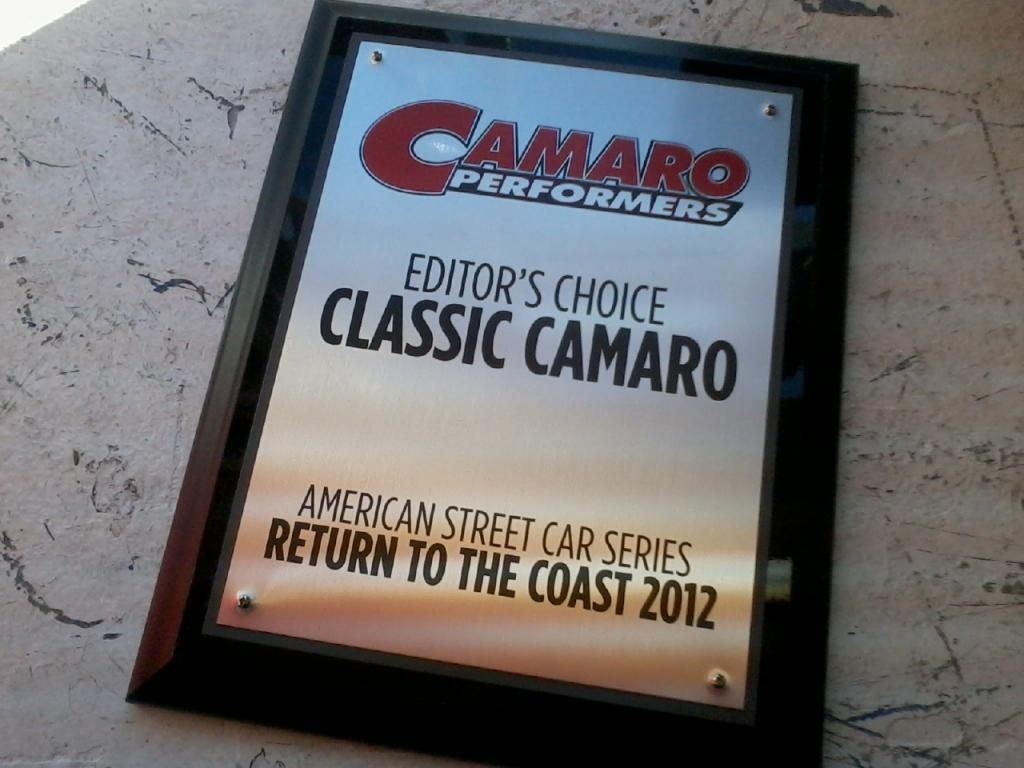 CAMARO
PERFORMERS
EDITOR'S CHOICE
CLASSIC CAMARO
AMERICAN STREET CAR SERIES
RETURN TO THE COAST 2012